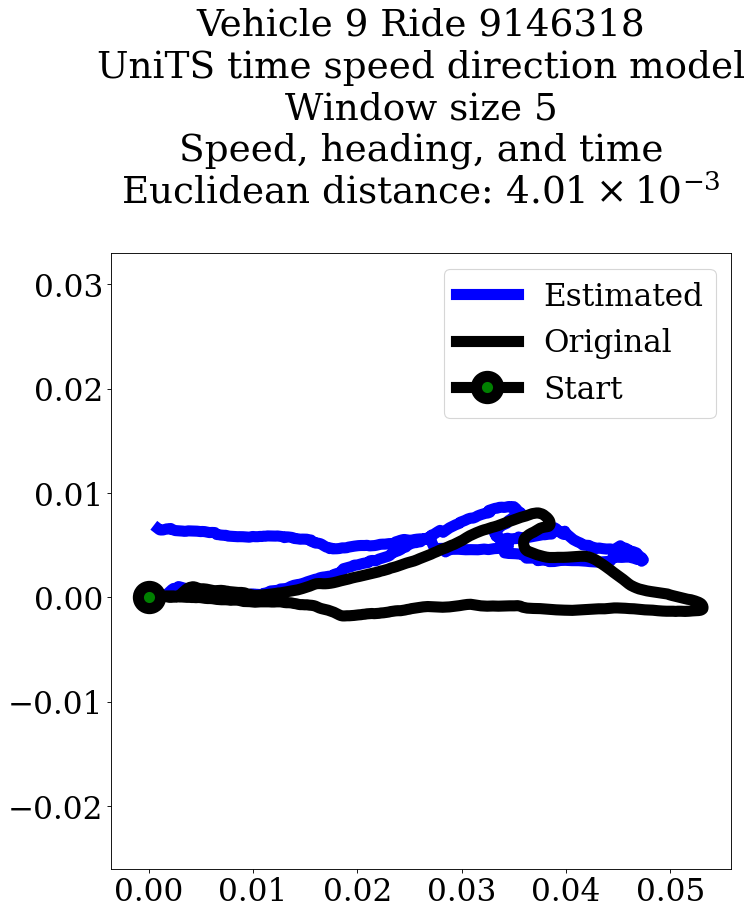 Vehicle 9 Ride 9146318
UniTS time speed direction model
Window size 5
Speed, heading, and time
Euclidean distance: 4.01 × 10⁻³
Estimated
Original
Start
0.03
0.02
0.01
0.00
−0.01
−0.02
0.00 0.01 0.02 0.03 0.04 0.05